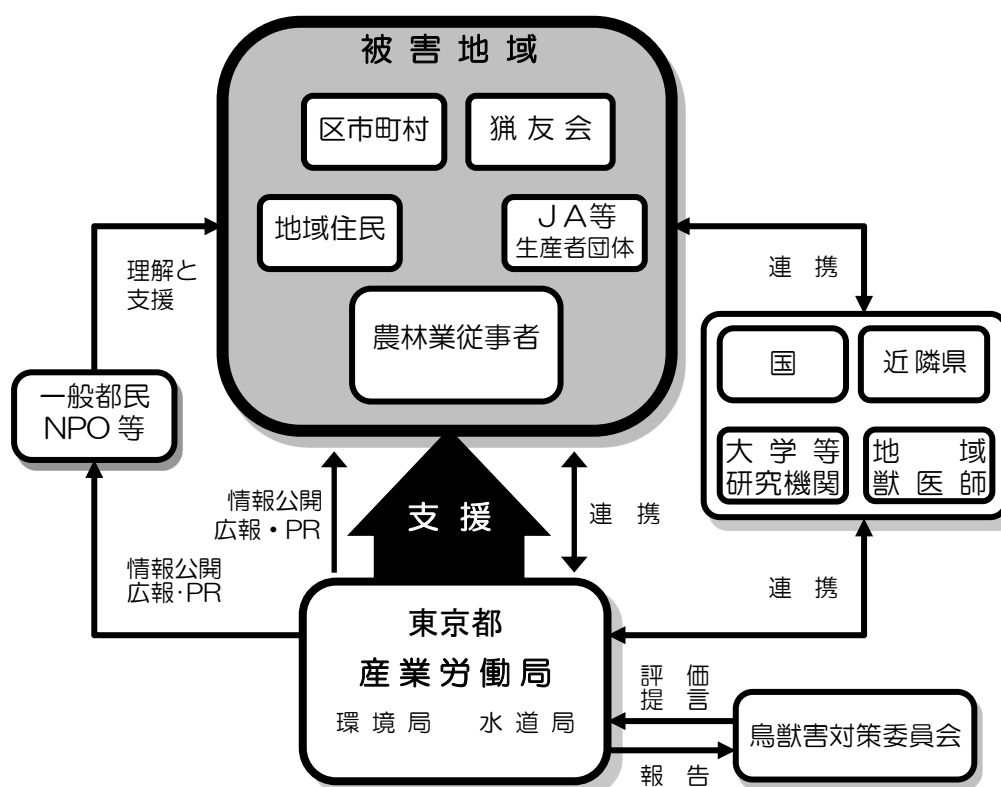 被害地域
区市町村
猟友会
地域住民
JA等
生産者団体
農林業従事者
理解と
支援
連携
国
近隣県
大学等
研究機関
地域
獣医師
一般都民
NPO等
情報公開
広報・PR
支援
連携
情報公開
広報・PR
連携
東京都
産業労働局
環境局 水道局
評価
提言
鳥獣害対策委員会
報告